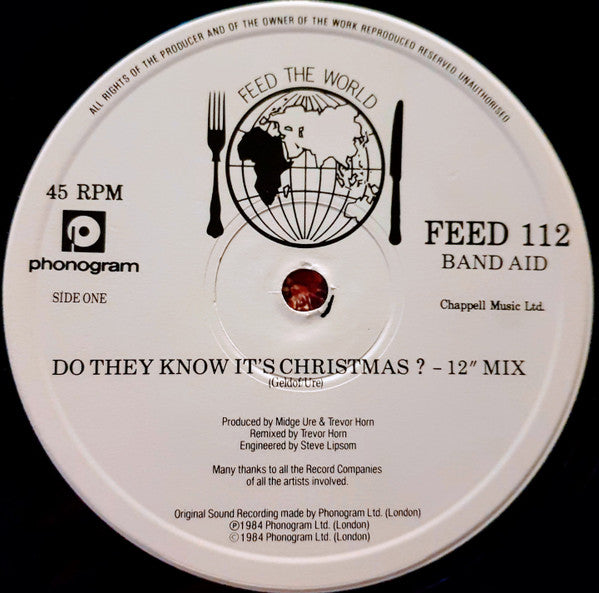 ALL RIGHTS OF THE PRODUCER AND OF THE OWNER OF THE WORK REPRODUCED RESERVED UNAUTHORISED
FEED THE WORLD
45 RPM
phonogram
SIDE ONE
FEED 112
BAND AID
Chappell Music Ltd.
DO THEY KNOW IT'S CHRISTMAS ? – 12" MIX
(Geldof Ure)
Produced by Midge Ure & Trevor Horn
Remixed by Trevor Horn
Engineered by Steve Lipsom
Many thanks to all the Record Companies
of all the artists involved.
Original Sound Recording made by Phonogram Ltd. (London)
℗1984 Phonogram Ltd. (London)
©1984 Phonogram Ltd. (London)